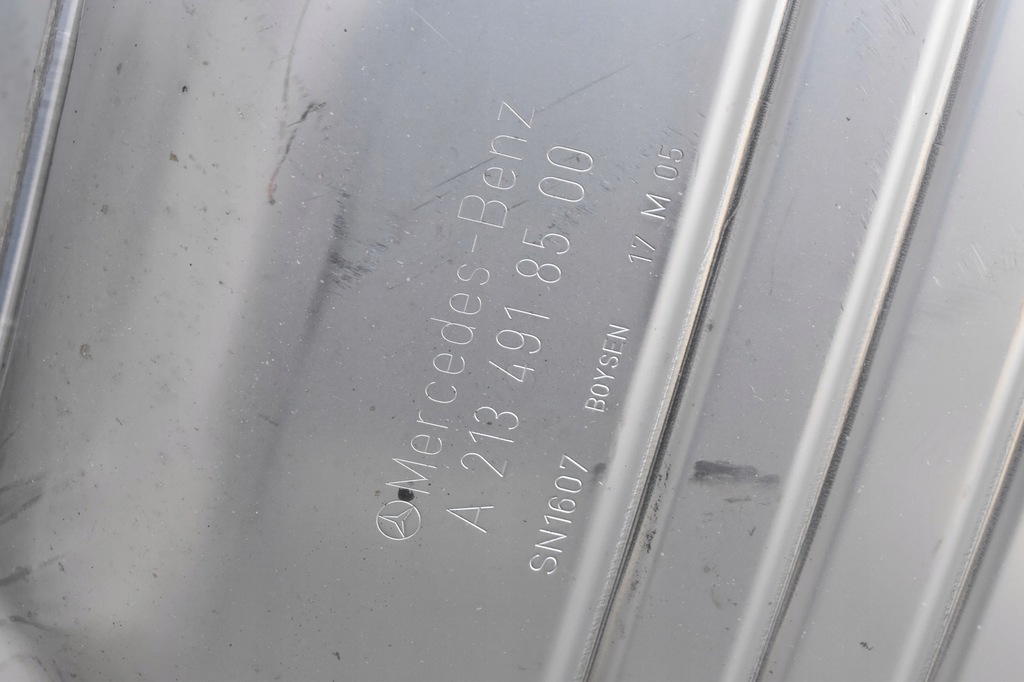 Mercedes-Benz
A 213 491 85 00
SN1607 BOYSEN 17 M 05